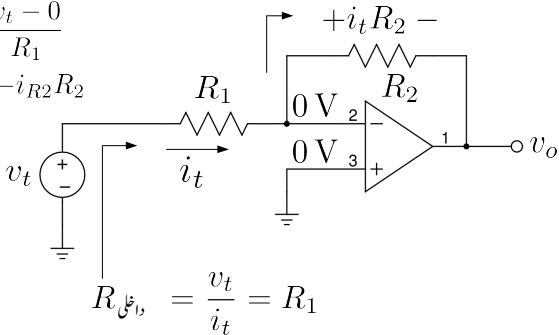 v_t − 0
R_1
−i_{R2}R_2
+i_tR_2 −
R_2
R_1
0 V 2 −
0 V 3 +
1
v_o
v_t + −
i_t
R_داخلی = v_t/i_t = R_1